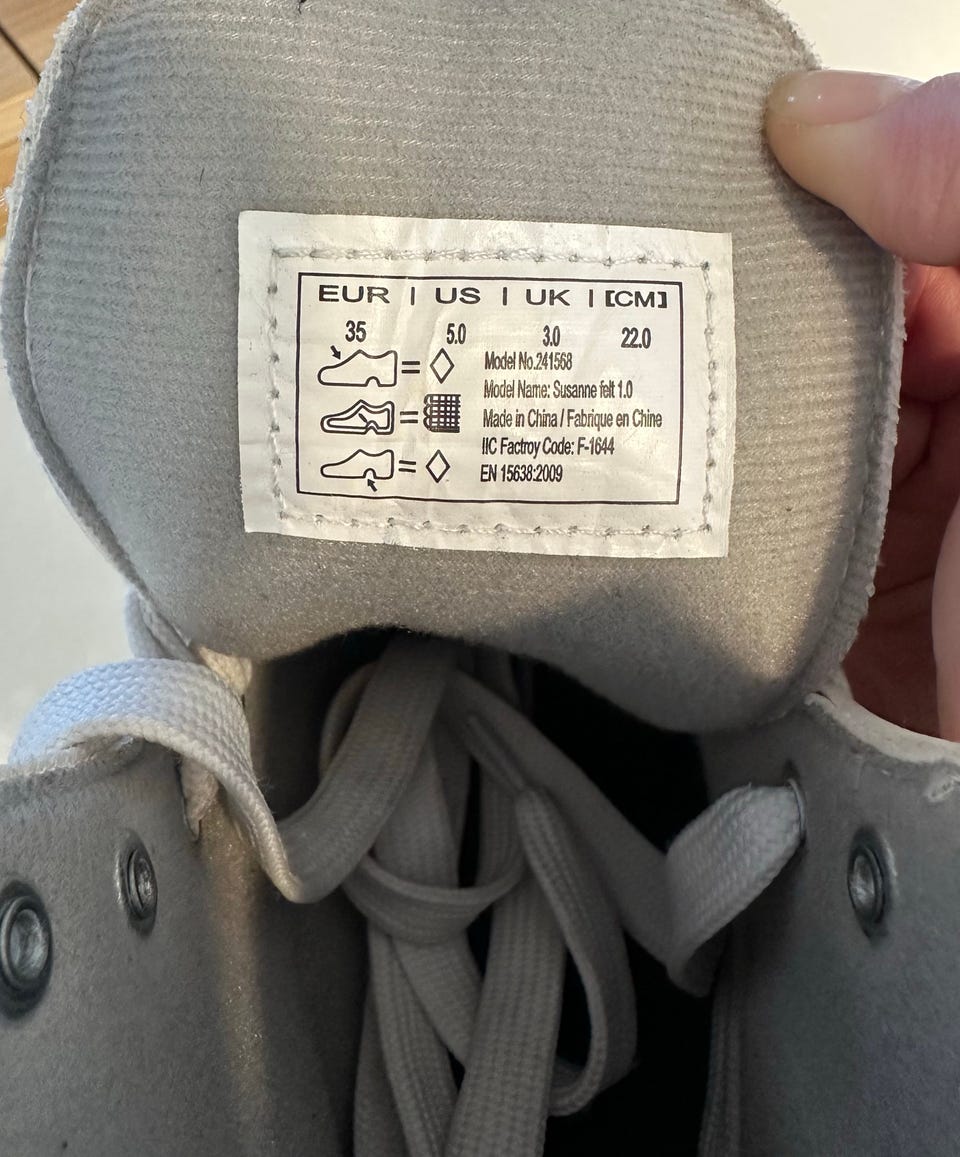 EUR | US | UK | [CM]
35 5.0 3.0 22.0
Model No.241568
Model Name: Susanne felt 1.0
Made in China / Fabrique en Chine
IIC Factroy Code: F-1644
EN 15638:2009